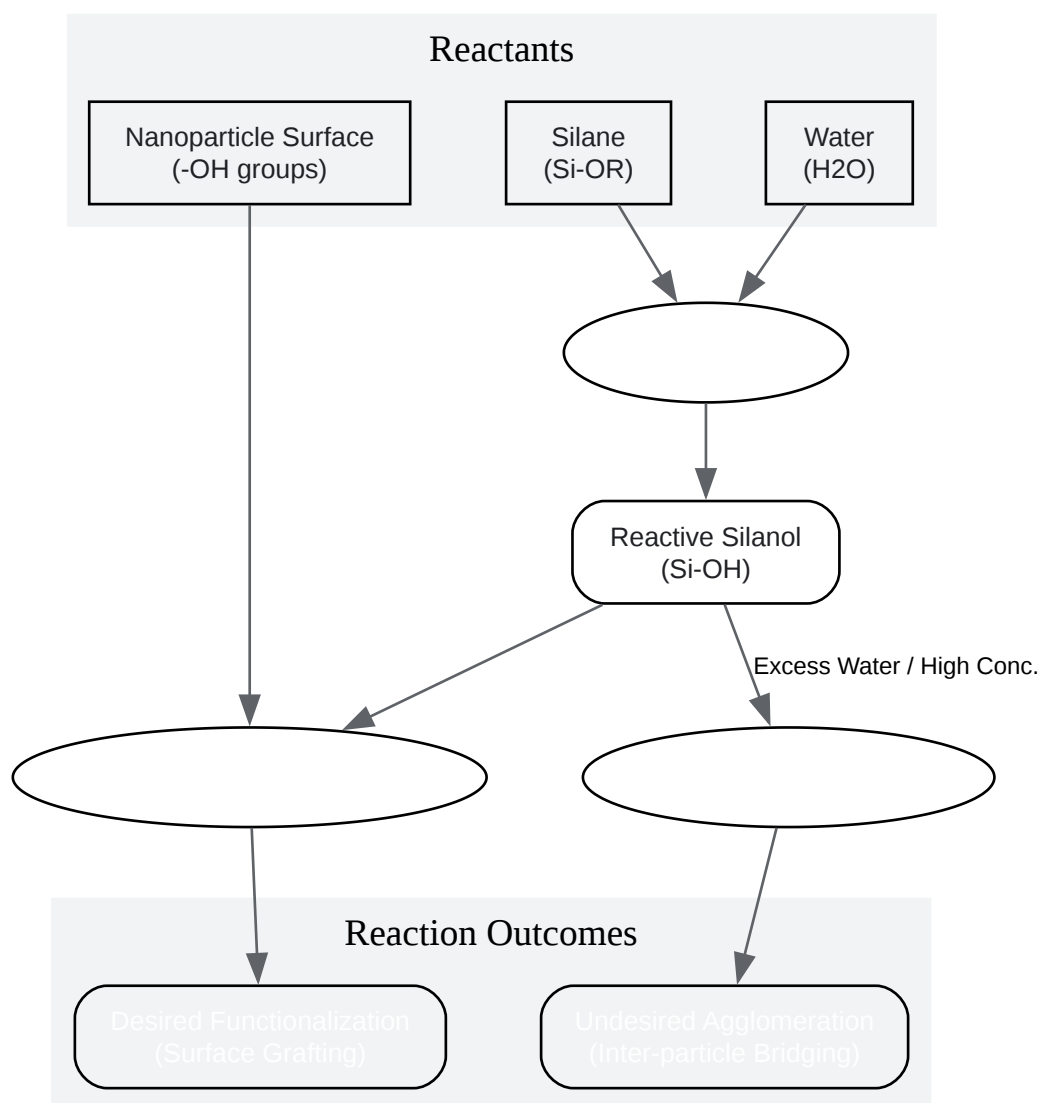 Reactants
Nanoparticle Surface
(-OH groups)
Silane
(Si-OR)
Water
(H2O)
Reactive Silanol
(Si-OH)
Excess Water / High Conc.
Reaction Outcomes
Desired Functionalization
(Surface Grafting)
Undesired Agglomeration
(Inter-particle Bridging)